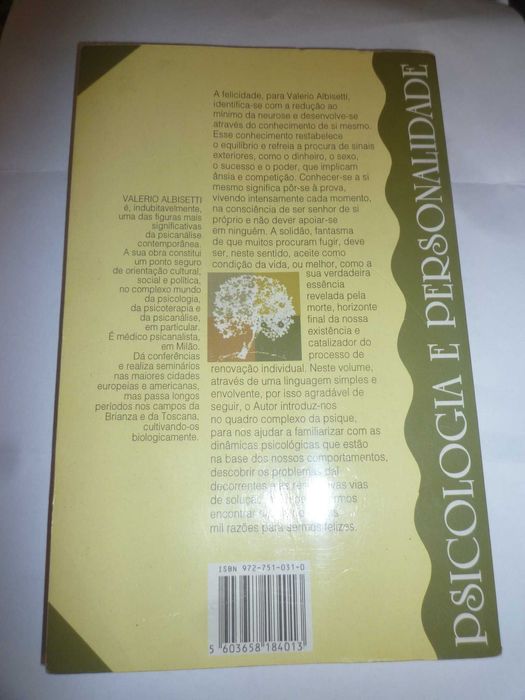 A felicidade, para Valerio Albisetti,
identifica-se com a redução ao
mínimo da neurose e desenvolve-se
através do conhecimento de si mesmo.
Esse conhecimento restabelece
o equilíbrio e refreia a procura de sinais
exteriores, como o dinheiro, o sexo,
o sucesso e o poder, que implicam
ânsia e competição. Conhecer-se a si
mesmo significa pôr-se à prova,
vivendo intensamente cada momento,
na consciência de ser senhor de si
próprio e não dever apoiar-se
em ninguém. A solidão, fantasma
de que muitos procuram fugir, deve
ser, neste sentido, aceite como
condição da vida, ou melhor, como a
sua verdadeira
essência
revelada pela
morte, horizonte
final da nossa
existência e
catalizador do
processo de
renovação individual. Neste volume,
através de uma linguagem simples e
envolvente, por isso agradável de
seguir, o Autor introduz-nos
no quadro complexo da psique,
para nos ajudar a familiarizar com as
dinâmicas psicológicas que estão
na base dos nossos comportamentos,
descobrir os problemas daí
decorrentes e as vias
de
encontrar
mil razões para sermos felizes.
VALERIO ALBISETTI
é, indubitavelmente,
uma das figuras mais
significativas
da psicanálise
contemporânea.
A sua obra constitui
um ponto seguro
de orientação cultural,
social e política,
no complexo mundo
da psicologia,
da psicoterapia e
da psicanálise,
em particular.
É médico psicanalista,
em Milão.
Dá conferências
e realiza seminários
nas maiores cidades
europeias e americanas,
mas passa longos
períodos nos campos da
Brianza e da Toscana,
cultivando-os
biologicamente.
PSICOLOGIA E PERSONALIDADE
ISBN 972-751-031-0
5 603658 184013